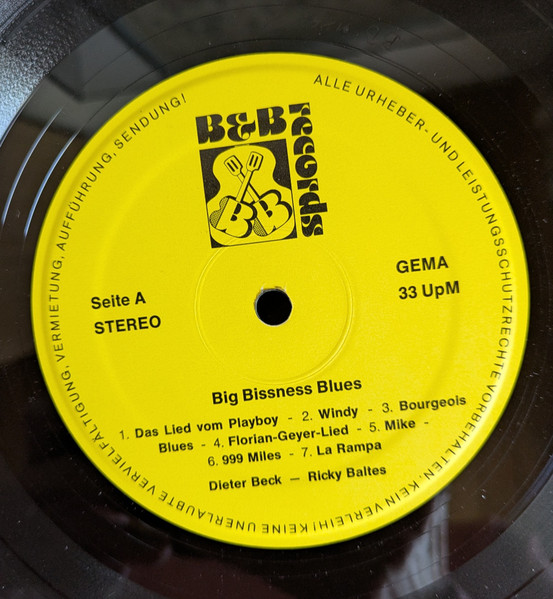 B&B
records
BB
Seite A
STEREO
GEMA
33 UpM
Big Bissness Blues
1. Das Lied vom Playboy - 2. Windy - 3. Bourgeois
Blues - 4. Florian-Geyer-Lied - 5. Mike -
6. 999 Miles - 7. La Rampa
Dieter Beck — Ricky Baltes
ALLE URHEBER- UND LEISTUNGSSCHUTZRECHTE VORBEHALTEN. KEIN VERLEIH! KEINE UNERLAUBTE VERVIELFÄLTIGUNG, VERMIETUNG, AUFFÜHRUNG, SENDUNG!